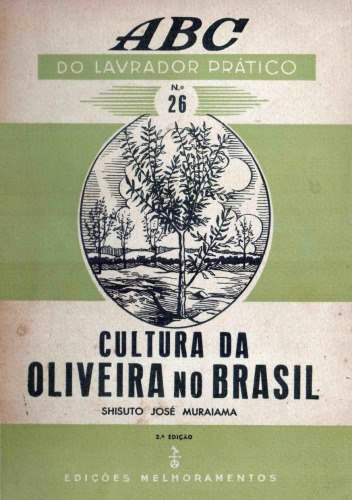 ABC
DO LAVRADOR PRÁTICO
N.º
26
CULTURA DA
OLIVEIRA NO BRASIL
SHISUTO JOSÉ MURAIAMA
2.ª EDIÇÃO
EDIÇÕES MELHORAMENTOS